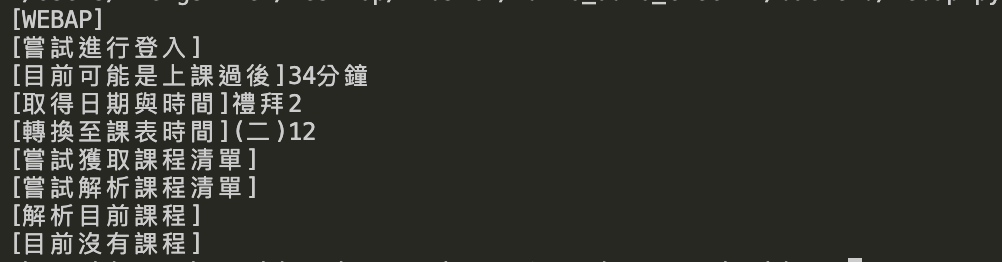 [WEBAP]
[嘗試進行登入]
[目前可能是上課過後]34分鐘
[取得日期與時間]禮拜2
[轉換至課表時間](二)12
[嘗試獲取課程清單]
[嘗試解析課程清單]
[解析目前課程]
[目前沒有課程]